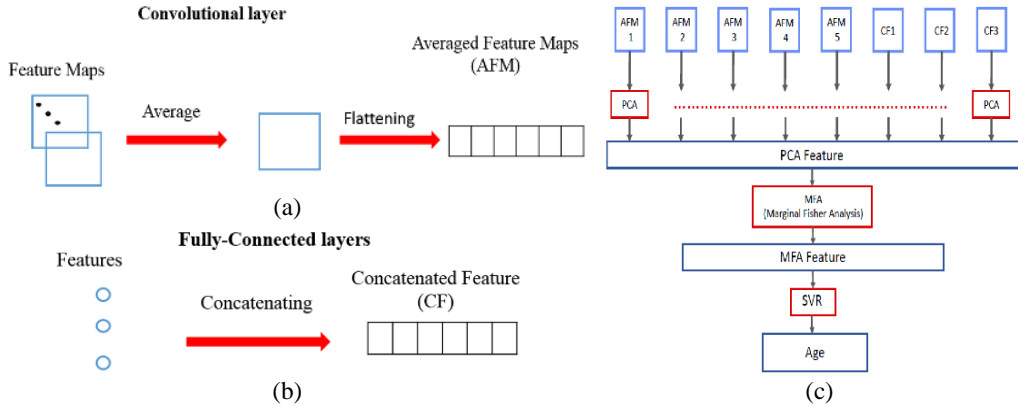 Convolutional layer
Feature Maps
Average
Flattening
Averaged Feature Maps
(AFM)
(a)
Fully-Connected layers
Features
Concatenating
Concatenated Feature
(CF)
(b)
AFM
1
AFM
2
AFM
3
AFM
4
AFM
5
CF1
CF2
CF3
PCA
PCA
PCA Feature
MFA
(Marginal Fisher Analysis)
MFA Feature
SVR
Age
(c)